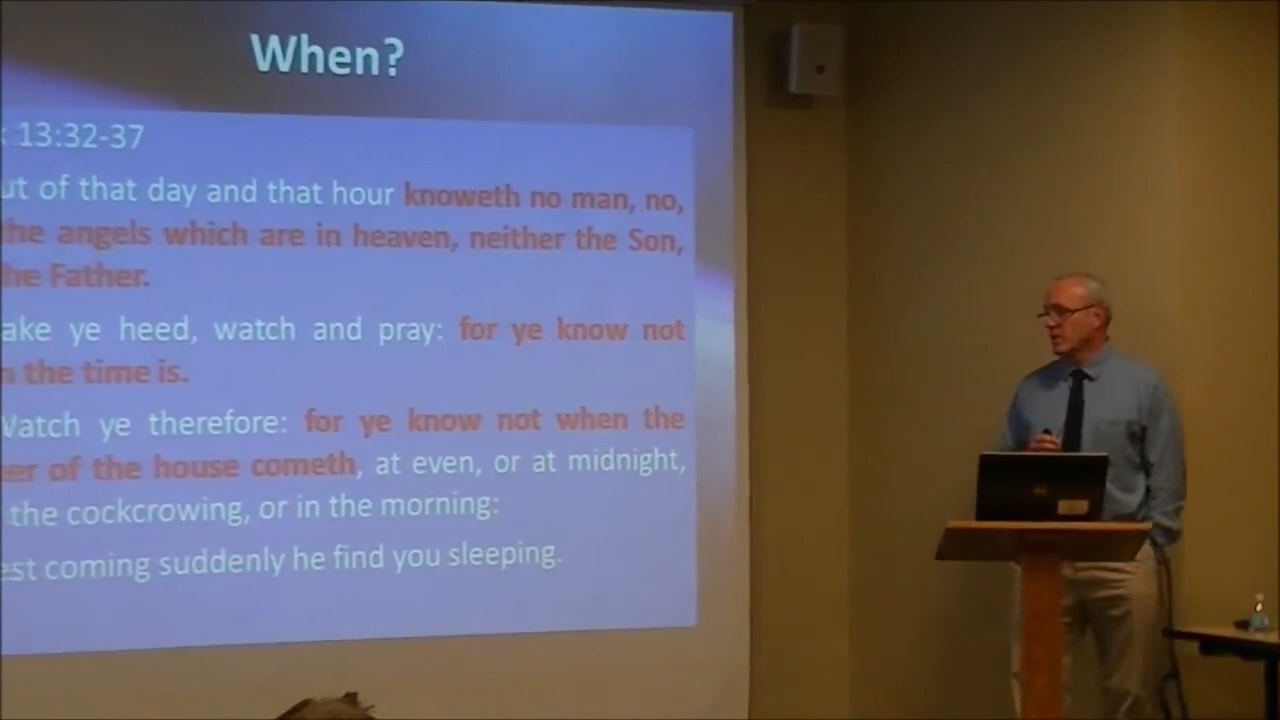 When?
13:32-37
ut of that day and that hour knoweth no man, no,
he angels which are in heaven, neither the Son,
he Father.
ake ye heed, watch and pray: for ye know not
n the time is.
Vatch ye therefore: for ye know not when the
er of the house cometh, at even, or at midnight,
the cockcrowing, or in the morning:
est coming suddenly he find you sleeping.